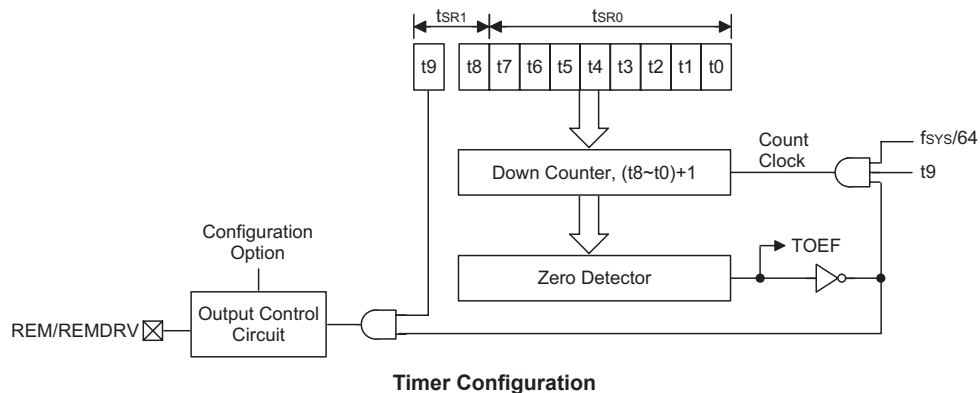 tSR1 tSR0
t9 t8 t7 t6 t5 t4 t3 t2 t1 t0
Count
Clock
fSYS/64
Down Counter, (t8~t0)+1
t9
Configuration
Option
TOEF
Zero Detector
REM/REMDRV
Output Control
Circuit
Timer Configuration